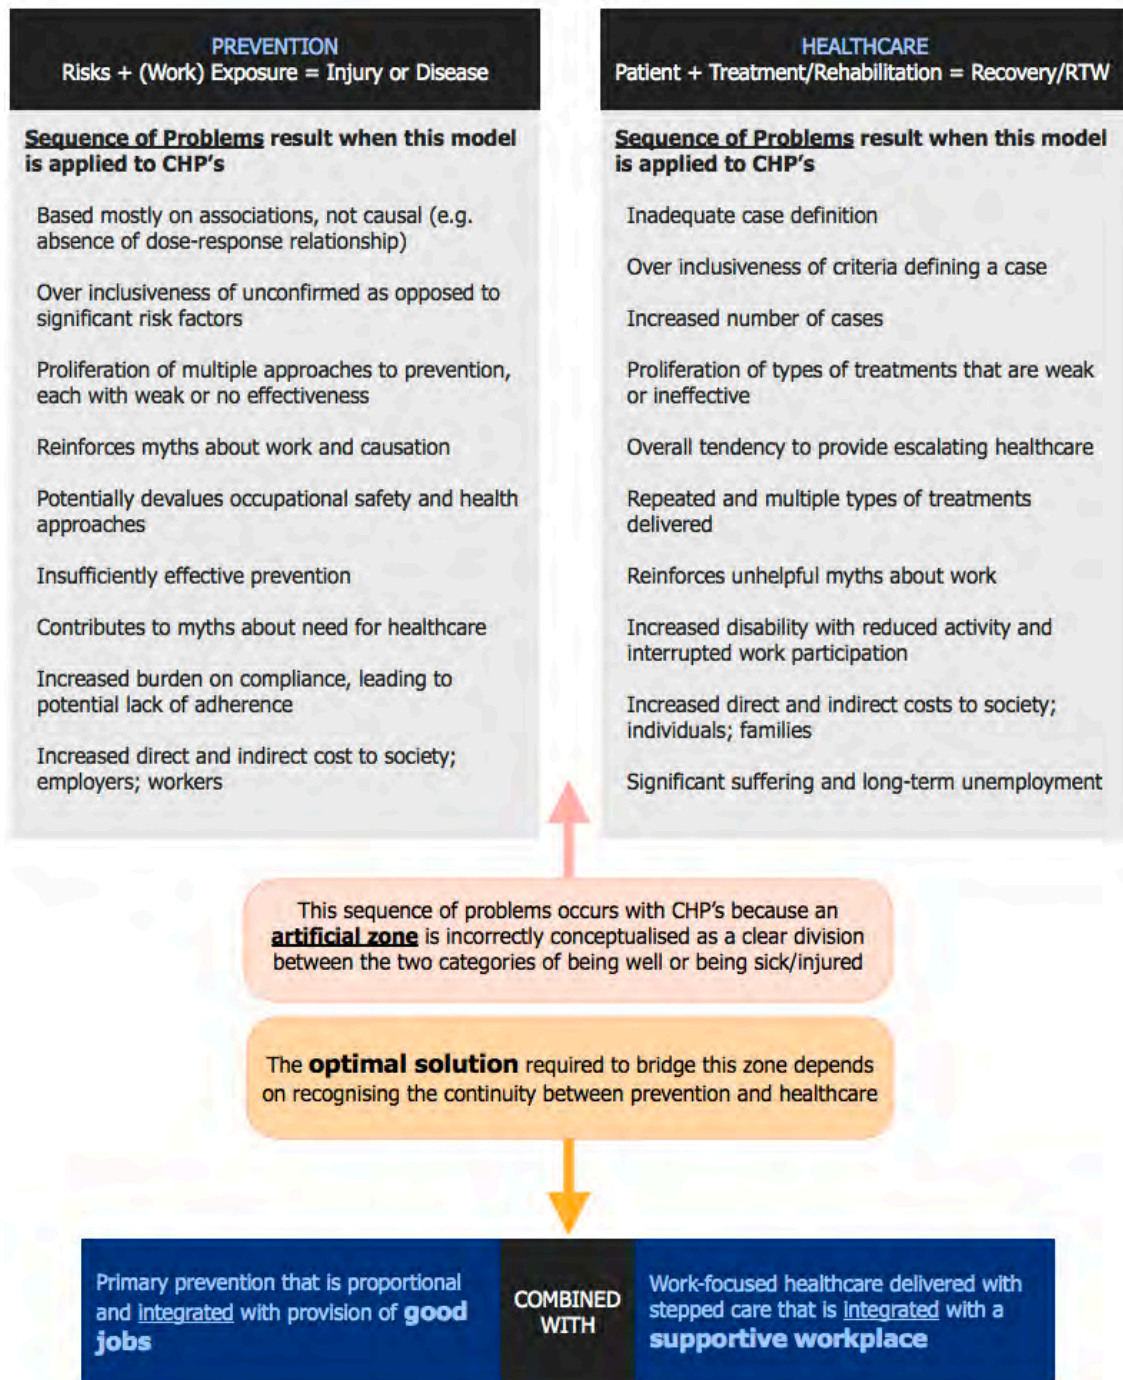 PREVENTION
Risks + (Work) Exposure = Injury or Disease
Sequence of Problems result when this model
is applied to CHP's
Based mostly on associations, not causal (e.g.
absence of dose-response relationship)
Over inclusiveness of unconfirmed as opposed to
significant risk factors
Proliferation of multiple approaches to prevention,
each with weak or no effectiveness
Reinforces myths about work and causation
Potentially devalues occupational safety and health
approaches
Insufficiently effective prevention
Contributes to myths about need for healthcare
Increased burden on compliance, leading to
potential lack of adherence
Increased direct and indirect cost to society;
employers; workers
HEALTHCARE
Patient + Treatment/Rehabilitation = Recovery/RTW
Sequence of Problems result when this model
is applied to CHP's
Inadequate case definition
Over inclusiveness of criteria defining a case
Increased number of cases
Proliferation of types of treatments that are weak
or ineffective
Overall tendency to provide escalating healthcare
Repeated and multiple types of treatments
delivered
Reinforces unhelpful myths about work
Increased disability with reduced activity and
interrupted work participation
Increased direct and indirect costs to society;
individuals; families
Significant suffering and long-term unemployment
This sequence of problems occurs with CHP's because an
artificial zone is incorrectly conceptualised as a clear division
between the two categories of being well or being sick/injured
The optimal solution required to bridge this zone depends
on recognising the continuity between prevention and healthcare
Primary prevention that is proportional
and integrated with provision of good
jobs
COMBINED
WITH
Work-focused healthcare delivered with
stepped care that is integrated with a
supportive workplace